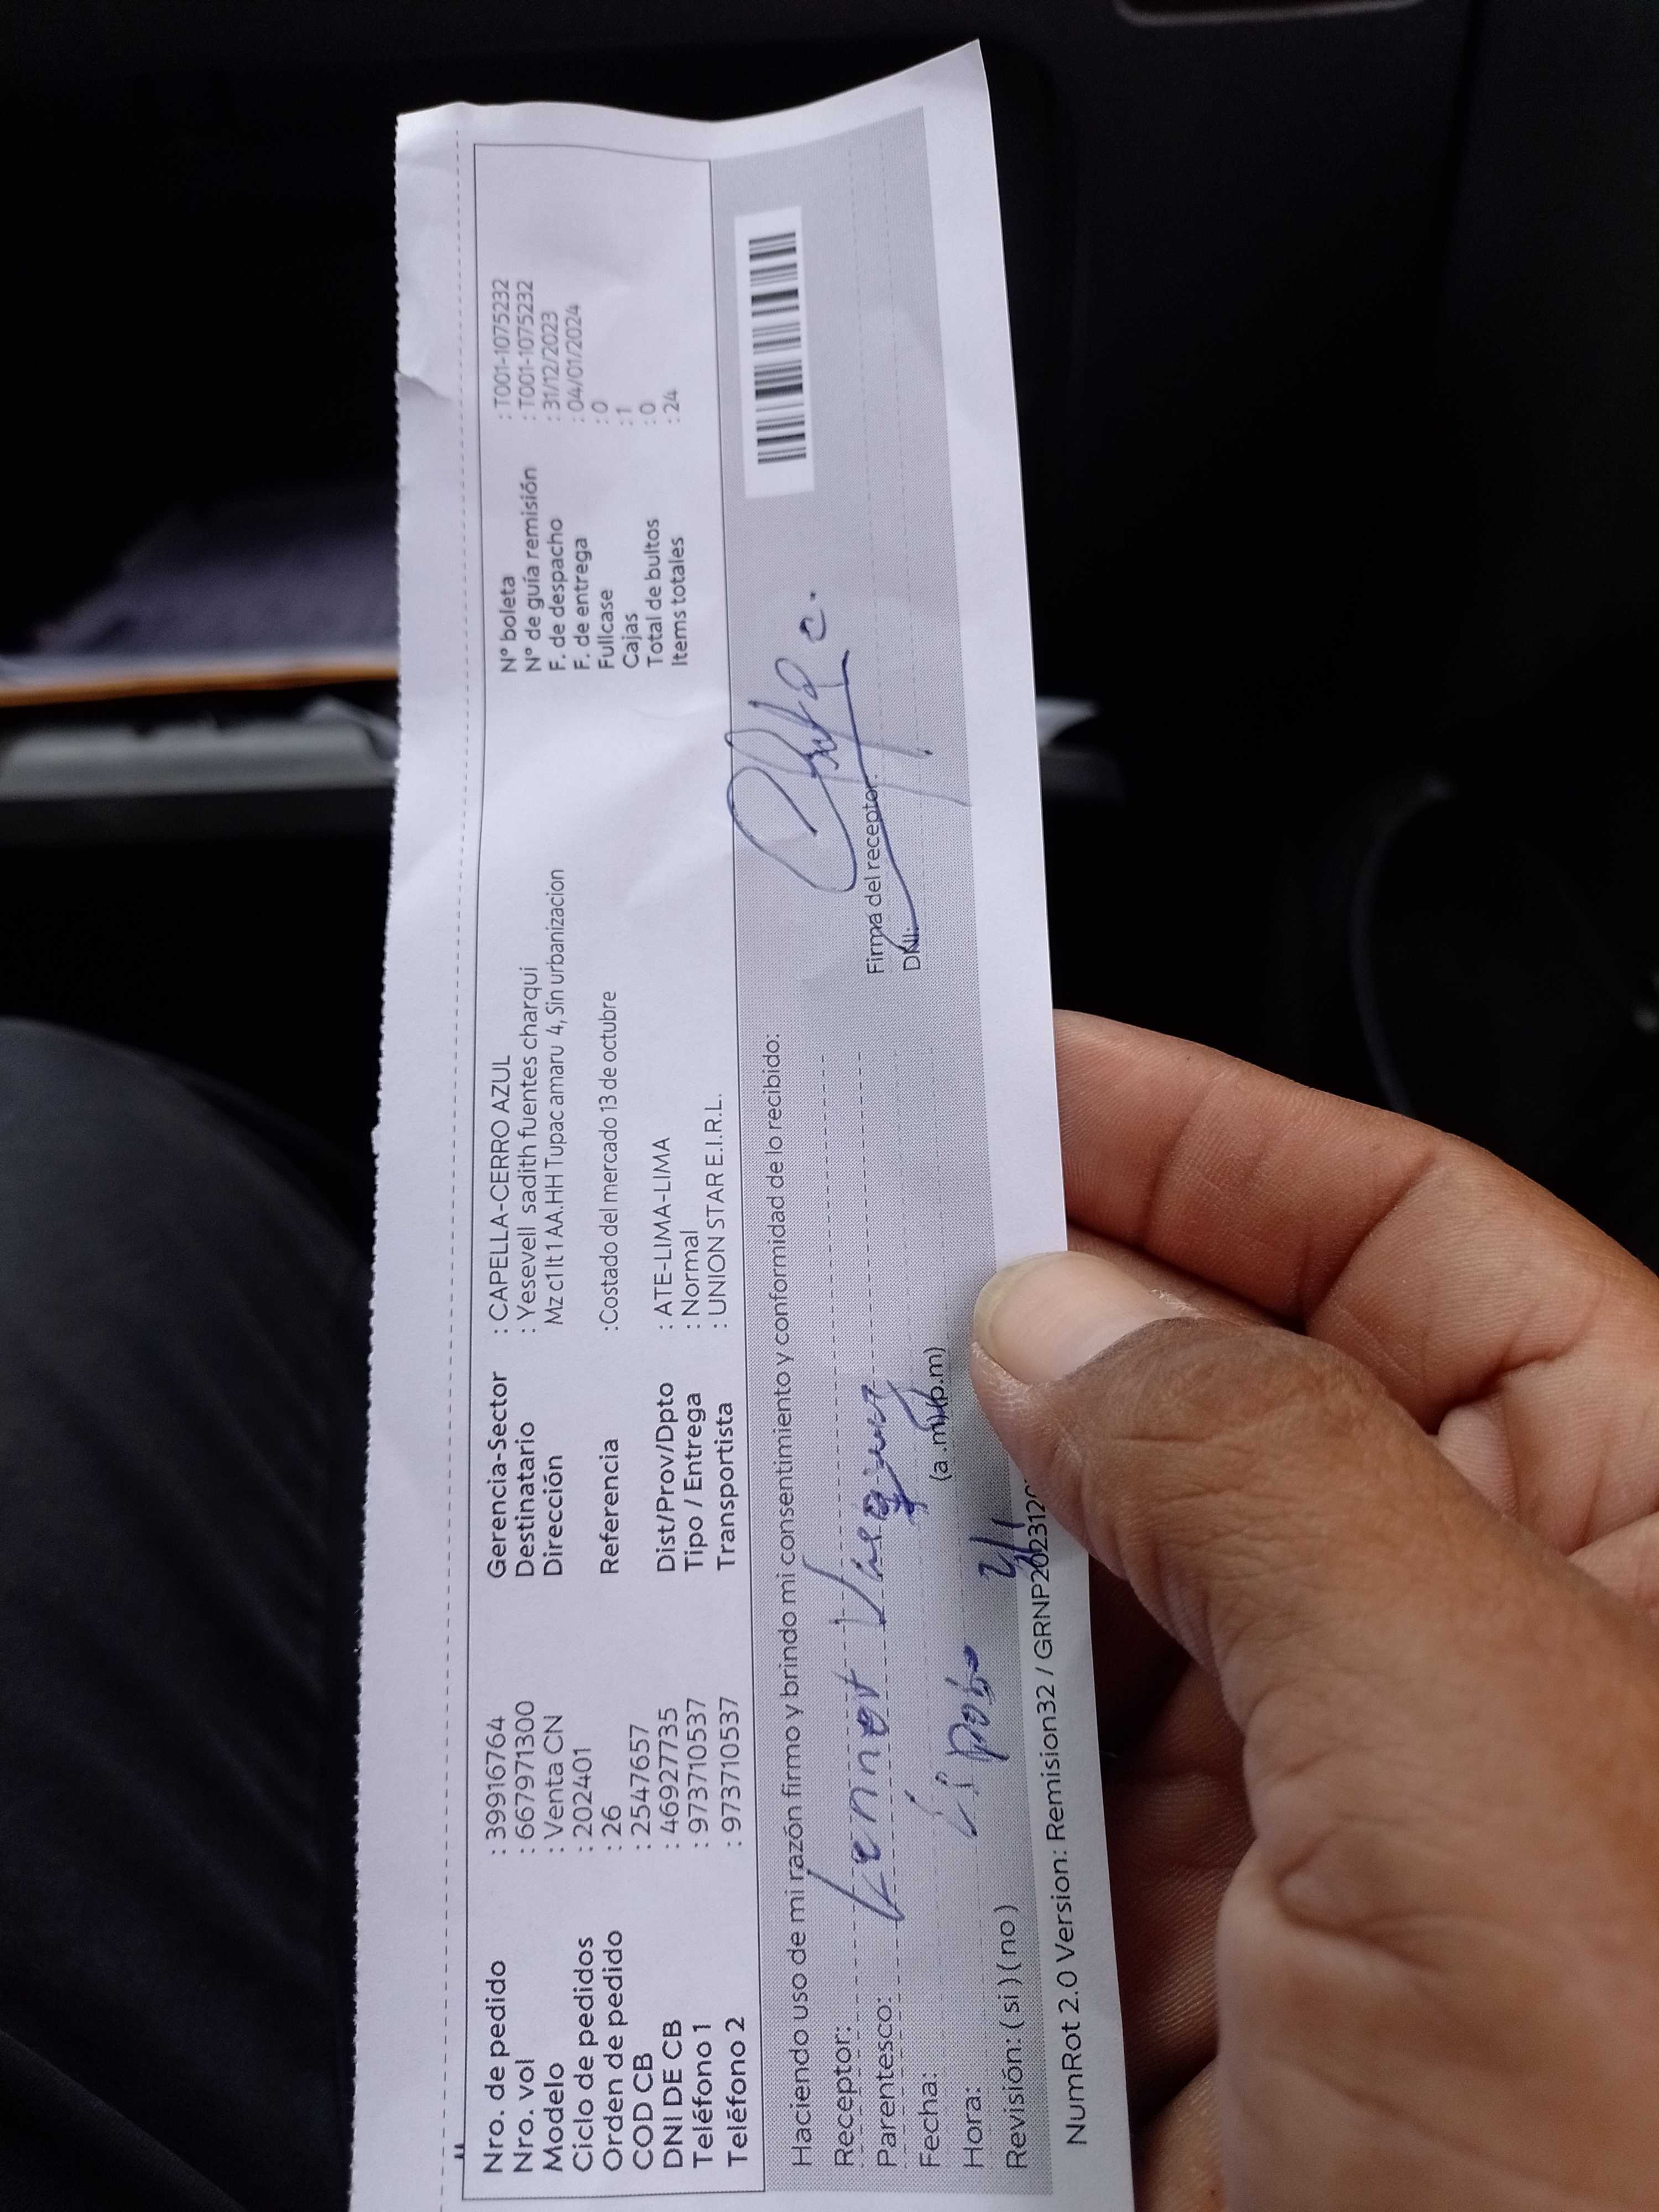 Nro. de pedido : 39916764
Nro. vol : 667971300
Modelo : Venta CN
Ciclo de pedidos : 202401
Orden de pedido : 26
COD CB : 2547657
DNI DE CB : 46927735
Teléfono 1 : 973710537
Teléfono 2 : 973710537
Gerencia-Sector : CAPELLA-CERRO AZUL
Destinatario : Yesevell sadith fuentes charqui
Dirección Mz c1 lt 1 AA.HH Tupac amaru 4, Sin urbanizacion
Referencia :Costado del mercado 13 de octubre
Dist/Prov/Dpto : ATE-LIMA-LIMA
Tipo / Entrega : Normal
Transportista : UNION STAR E.I.R.L.
N° boleta : T001-1075232
N° de guía remisión : T001-1075232
F. de despacho : 31/12/2023
F. de entrega : 04/01/2024
Fullcase : 0
Cajas : 1
Total de bultos : 0
Items totales : 24
Haciendo uso de mi razón firmo y brindo mi consentimiento y conformidad de lo recibido:
Receptor:
Parentesco:
Fecha: (a .m)(p.m)
Hora:
Revisión: ( si ) ( no )
Firma del receptor:
DNI:
NumRot 2.0 Version: Remision32 / GRNP2023120